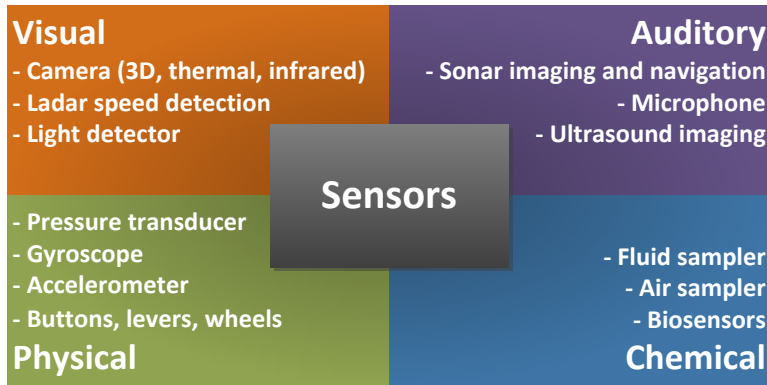 Visual
- Camera (3D, thermal, infrared)
- Ladar speed detection
- Light detector
Auditory
- Sonar imaging and navigation
- Microphone
- Ultrasound imaging
Sensors
- Pressure transducer
- Gyroscope
- Accelerometer
- Buttons, levers, wheels
Physical
- Fluid sampler
- Air sampler
- Biosensors
Chemical